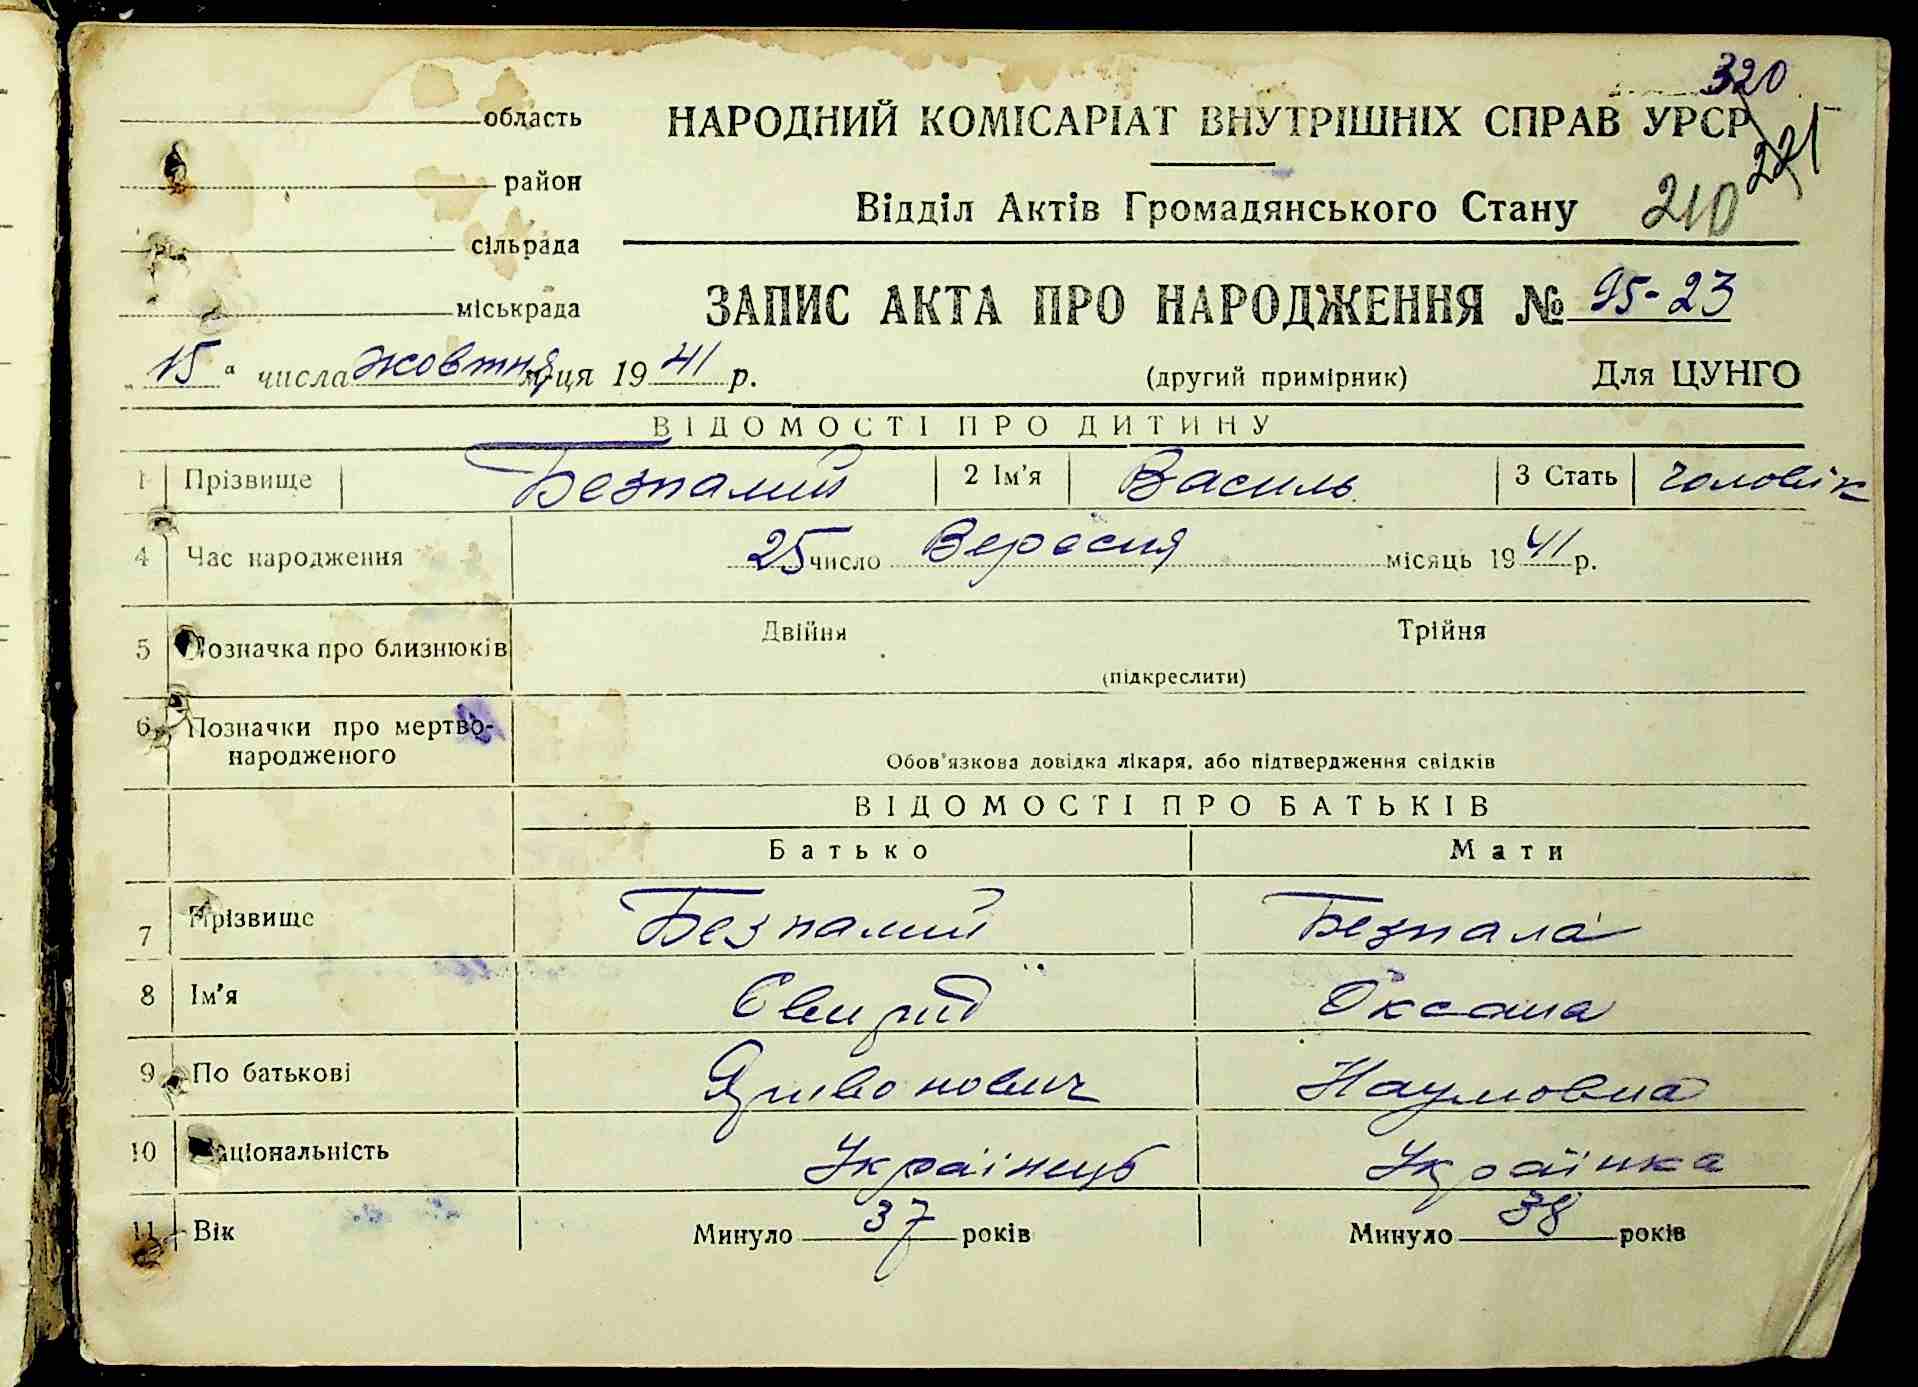 320
область НАРОДНИЙ КОМІСАРІАТ ВНУТРІШНІХ СПРАВ УРСР
221
район
Відділ Актів Громадянського Стану 210
сільрада
міськрада ЗАПИС АКТА ПРО НАРОДЖЕННЯ № 95-23
„15" числа жовтня м-ця 1941 р. (другий примірник) Для ЦУНГО
ВІДОМОСТІ ПРО ДИТИНУ
1 Прізвище Безпалий 2 Ім'я Василь 3 Стать чоловік
4 Час народження 25 число Вересня місяць 1941 р.
5 Позначка про близнюків Двійня Трійня
(підкреслити)
6 Позначки про мертво-
народженого
Обов'язкова довідка лікаря, або підтвердження свідків
ВІДОМОСТІ ПРО БАТЬКІВ
Батько Мати
7 Прізвище Безпалий Безпала
8 Ім'я Оксана
9 По батькові Наумовна
10 Національність Українець Українка
11 Вік Минуло 37 років Минуло 38 років